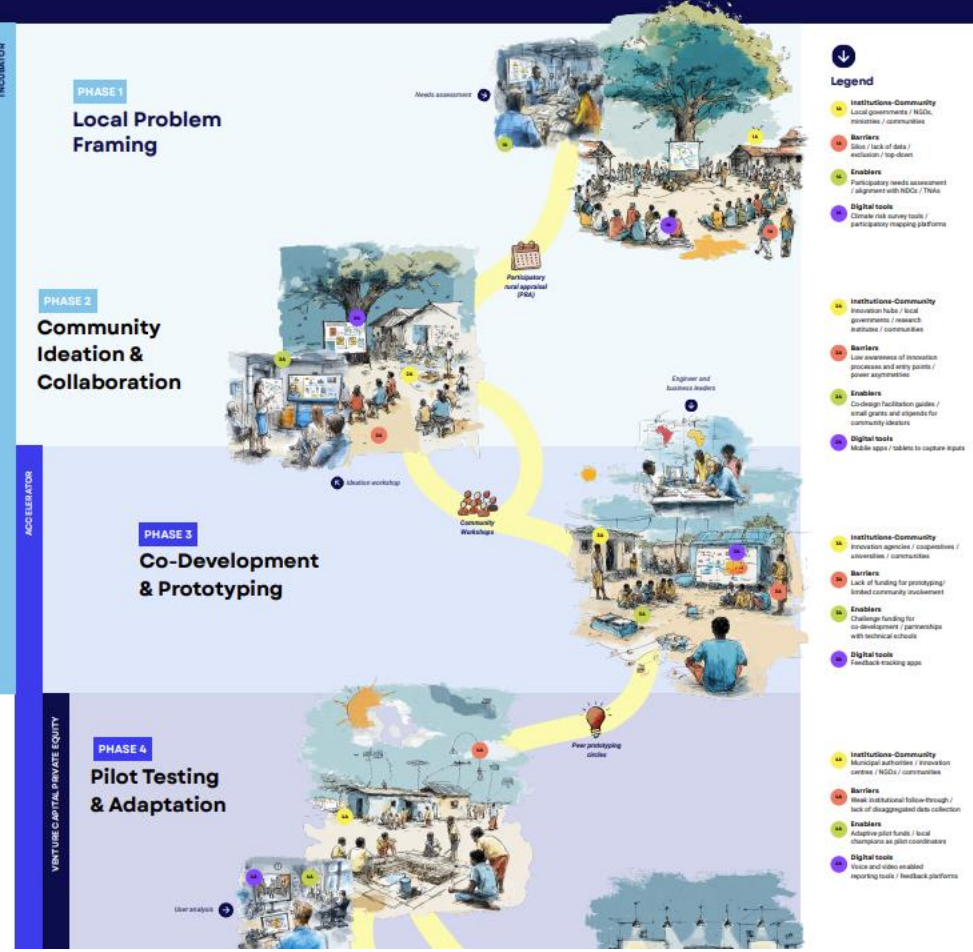 INCUBATOR
PHASE 1
Local Problem
Framing
Needs assessment
Participatory
rural appraisal
(PRA)
PHASE 2
Community
Ideation &
Collaboration
Ideation workshop
Engineer and
business leaders
Community
Workshops
ACCELERATOR
PHASE 3
Co-Development
& Prototyping
Peer prototyping
circles
VENTURE CAPITAL PRIVATE EQUITY
PHASE 4
Pilot Testing
& Adaptation
User analysis
Legend
Institutions-Community
Local governments / NGOs,
ministries / communities
Barriers
Silos / lack of data /
exclusion / top-down
Enablers
Participatory needs assessment
/ alignment with NDCs / TNAs
Digital tools
Climate risk survey tools /
participatory mapping platforms
Institutions-Community
Innovation hubs / local
governments / research
institutes / communities
Barriers
Low awareness of innovation
processes and entry points /
power asymmetries
Enablers
Co-design facilitation guides /
small grants and stipends for
community ideators
Digital tools
Mobile apps / tablets to capture inputs
Institutions-Community
Innovation agencies / cooperatives /
universities / communities
Barriers
Lack of funding for prototyping/
limited community involvement
Enablers
Challenge funding for
co-development / partnerships
with technical schools
Digital tools
Feedback-tracking apps
Institutions-Community
Municipal authorities / innovation
centres / NGOs / communities
Barriers
Weak institutional follow-through /
lack of disaggregated data collection
Enablers
Adaptive pilot funds / local
champions as pilot coordinators
Digital tools
Voice and video enabled
reporting tools / feedback platforms